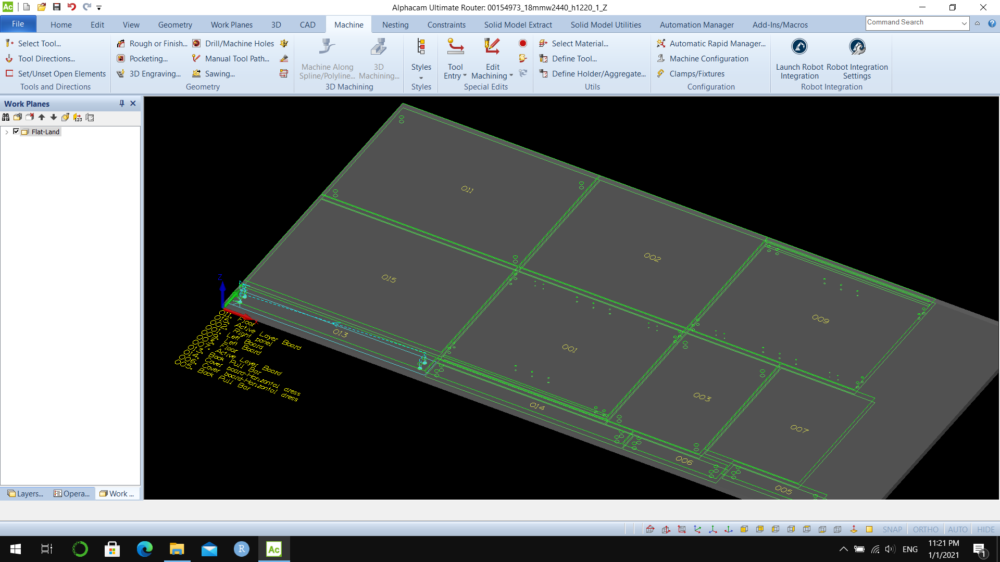 Alphacam Ultimate Router: 00154973_18mmw2440_h1220_1_Z
File Home Edit View Geometry Work Planes 3D CAD Machine Nesting Constraints Solid Model Extract Solid Model Utilities Automation Manager Add-Ins/Macros Command Search
Select Tool...
Tool Directions...
Set/Unset Open Elements
Tools and Directions
Rough or Finish...
Pocketing...
3D Engraving...
Drill/Machine Holes
Manual Tool Path...
Sawing...
Geometry
Machine Along
Spline/Polyline...
3D
Machining...
3D Machining
Styles
Styles
Tool
Entry
Edit
Machining
Special Edits
Select Material...
Define Tool...
Define Holder/Aggregate...
Utils
Automatic Rapid Manager...
Machine Configuration
Clamps/Fixtures
Configuration
Launch Robot
Integration
Robot Integration
Settings
Robot Integration
Work Planes
Flat-Land
Layers...
Opera...
Work ...
011
002
015
009
013
001
003
014
007
006
005
Z
X
011. Floor
015. Active Layer Board
002. Right panel
001. Left Board
009. Left Board
003. Floor Board
007. Active Layer Board
013. Back Pull Bar
014. Cover board-Horizontal dress
006. Cover board-Horizontal dress
005. Back Pull Bar
SNAP ORTHO AUTO HIDE
ENG
11:21 PM
1/1/2021
1